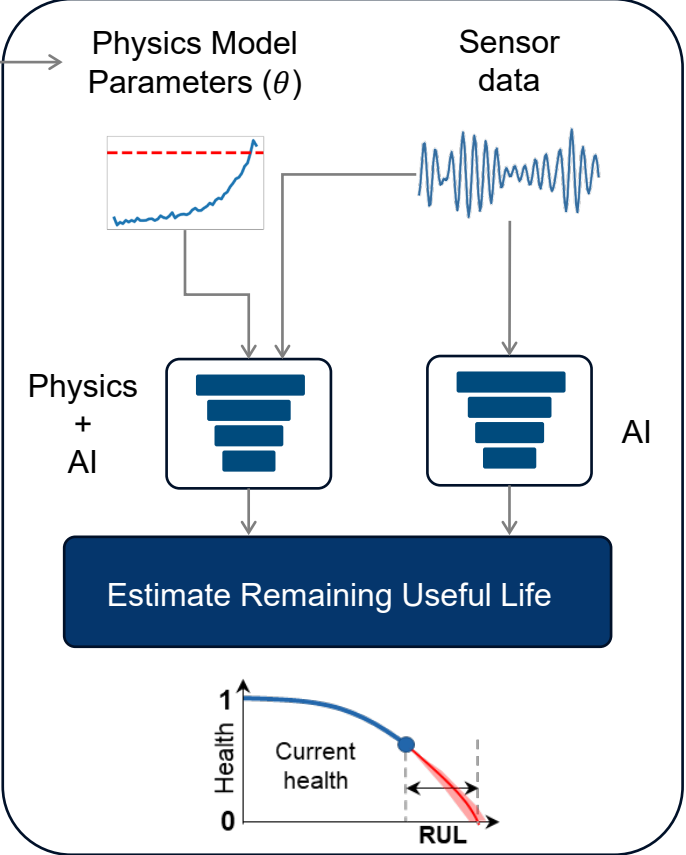 Physics Model
Parameters (θ)
Sensor
data
Physics
+
AI
AI
Estimate Remaining Useful Life
1
Health
Current
health
0
RUL